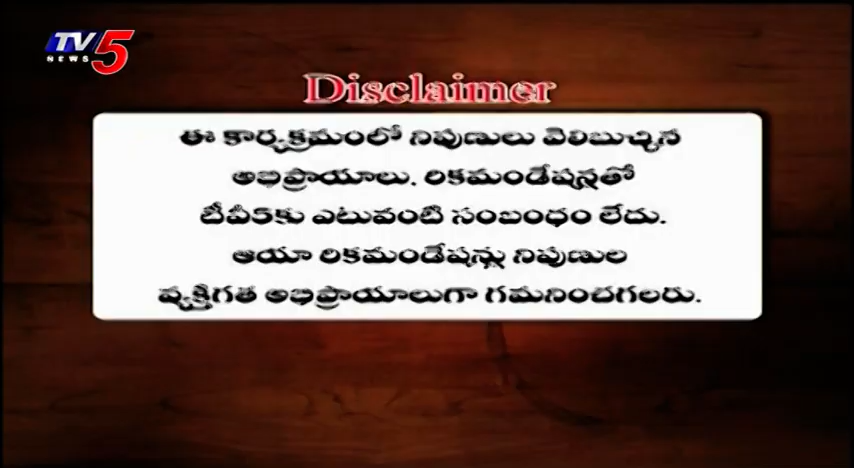 TV5
NEWS
Disclaimer
ఈ కార్యక్రమంలో నిపుణులు వెలిబుచ్చిన
అభిప్రాయాలు. రికమండేషన్లతో
టీవీ5కు ఎటువంటి సంబంధం లేదు.
ఆయా రికమండేషన్లు నిపుణుల
వ్యక్తిగత అభిప్రాయాలుగా గమనించగలరు.